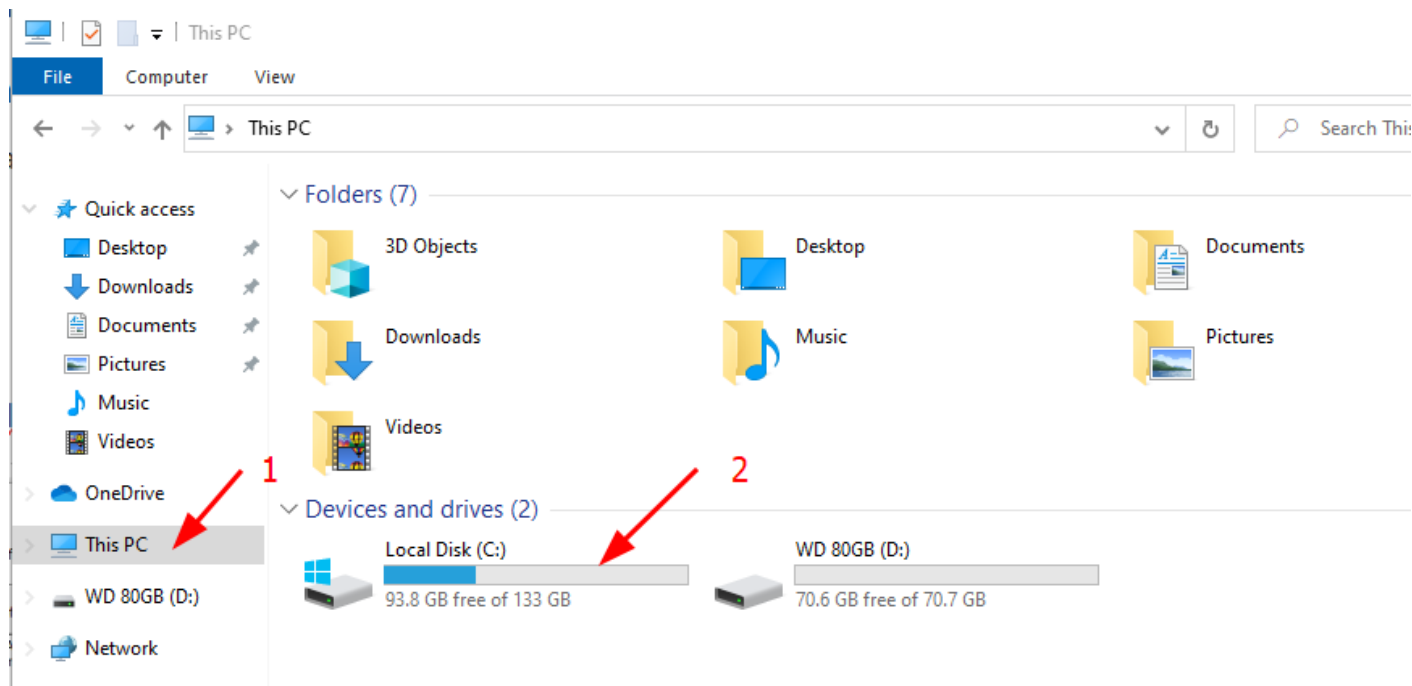 This PC
File Computer View
This PC
Search This
Quick access
Desktop
Downloads
Documents
Pictures
Music
Videos
OneDrive
This PC
WD 80GB (D:)
Network
1
Folders (7)
3D Objects
Desktop
Documents
Downloads
Music
Pictures
Videos
2
Devices and drives (2)
Local Disk (C:)
93.8 GB free of 133 GB
WD 80GB (D:)
70.6 GB free of 70.7 GB